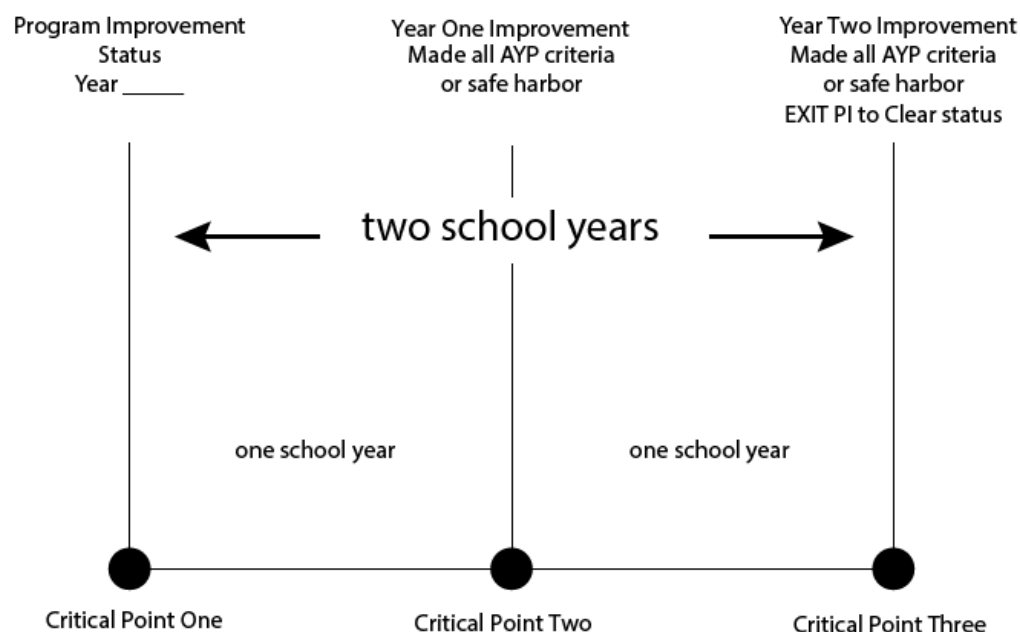 Program Improvement
Status
Year _____
Year One Improvement
Made all AYP criteria
or safe harbor
Year Two Improvement
Made all AYP criteria
or safe harbor
EXIT PI to Clear status
two school years
one school year
one school year
Critical Point One
Critical Point Two
Critical Point Three